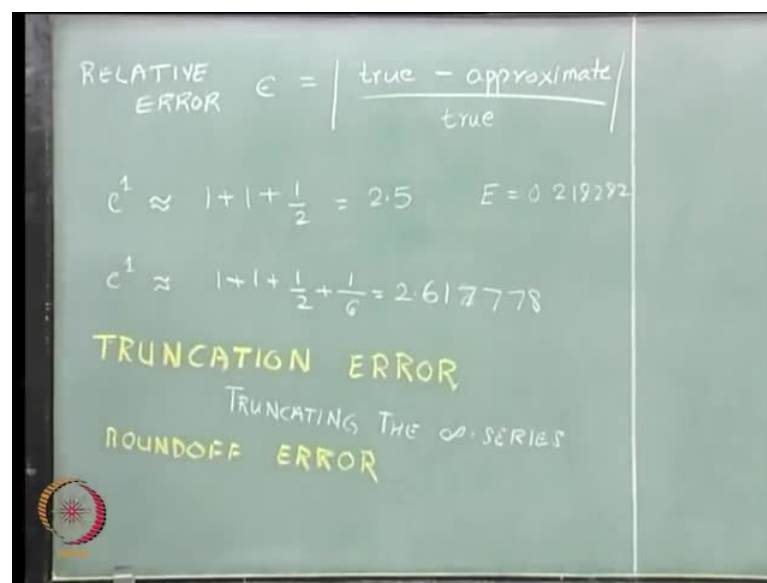 RELATIVE ERROR ϵ = | true - approximate / true |
e^1 ≈ 1 + 1 + 1/2 = 2.5 E = 0.218282
e^1 ≈ 1 + 1 + 1/2 + 1/6 = 2.617778
TRUNCATION ERROR
TRUNCATING THE ∞-SERIES
ROUNDOFF ERROR